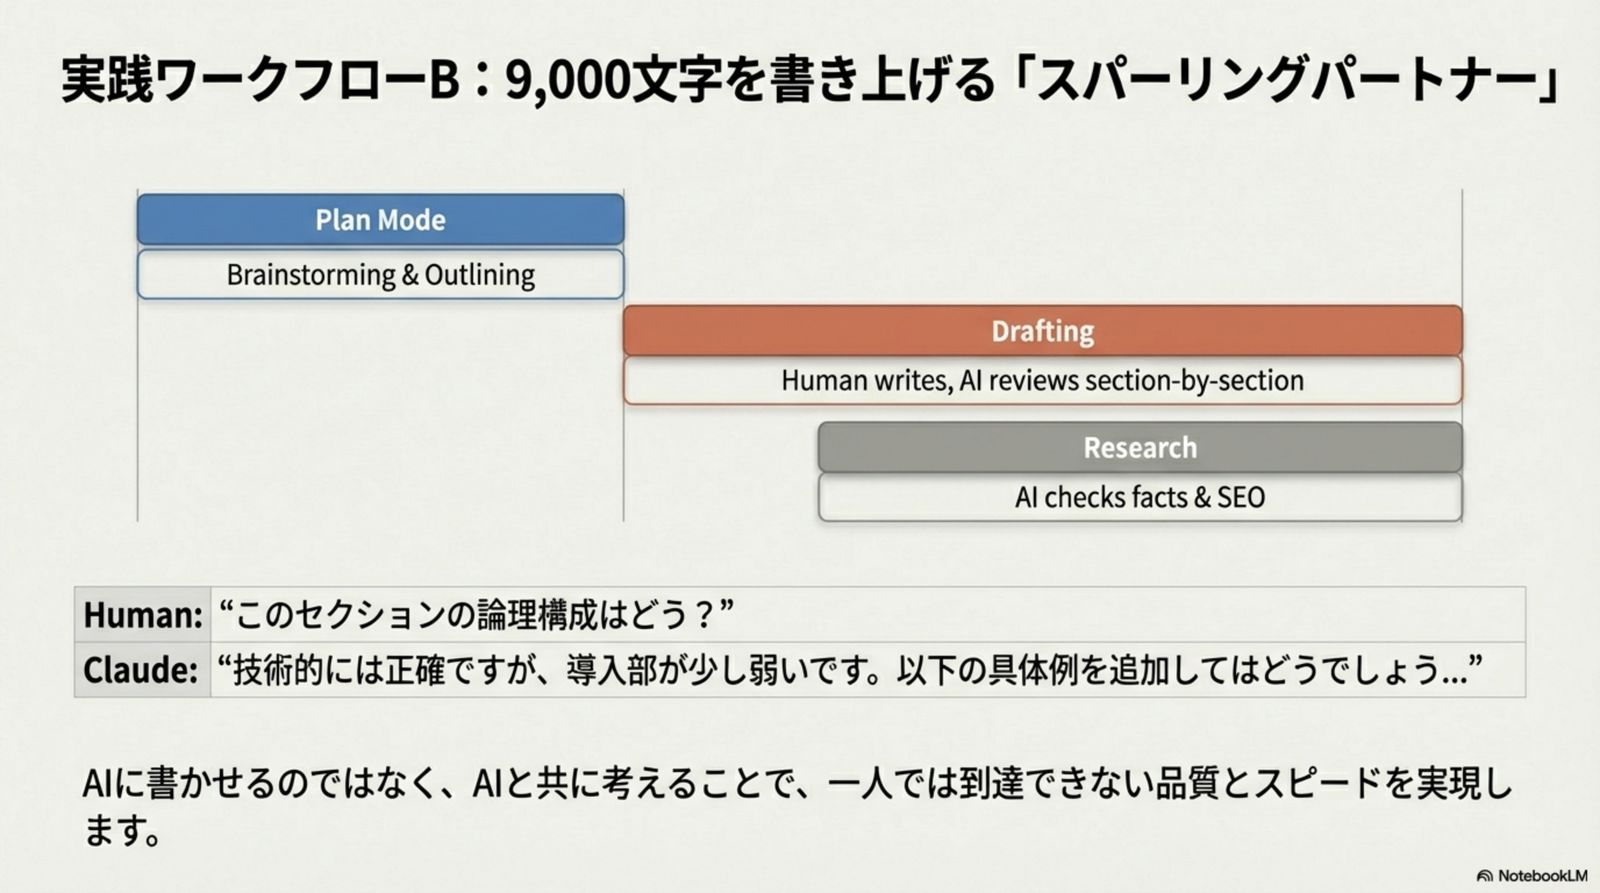 実践ワークフローB：9,000文字を書き上げる「スパーリングパートナー」
Plan Mode
Brainstorming & Outlining
Drafting
Human writes, AI reviews section-by-section
Research
AI checks facts & SEO
Human: “このセクションの論理構成はどう？”
Claude: “技術的には正確ですが、導入部が少し弱いです。以下の具体例を追加してはどうでしょう...”
AIに書かせるのではなく、AIと共に考えることで、一人では到達できない品質とスピードを実現し
ます。
NotebookLM